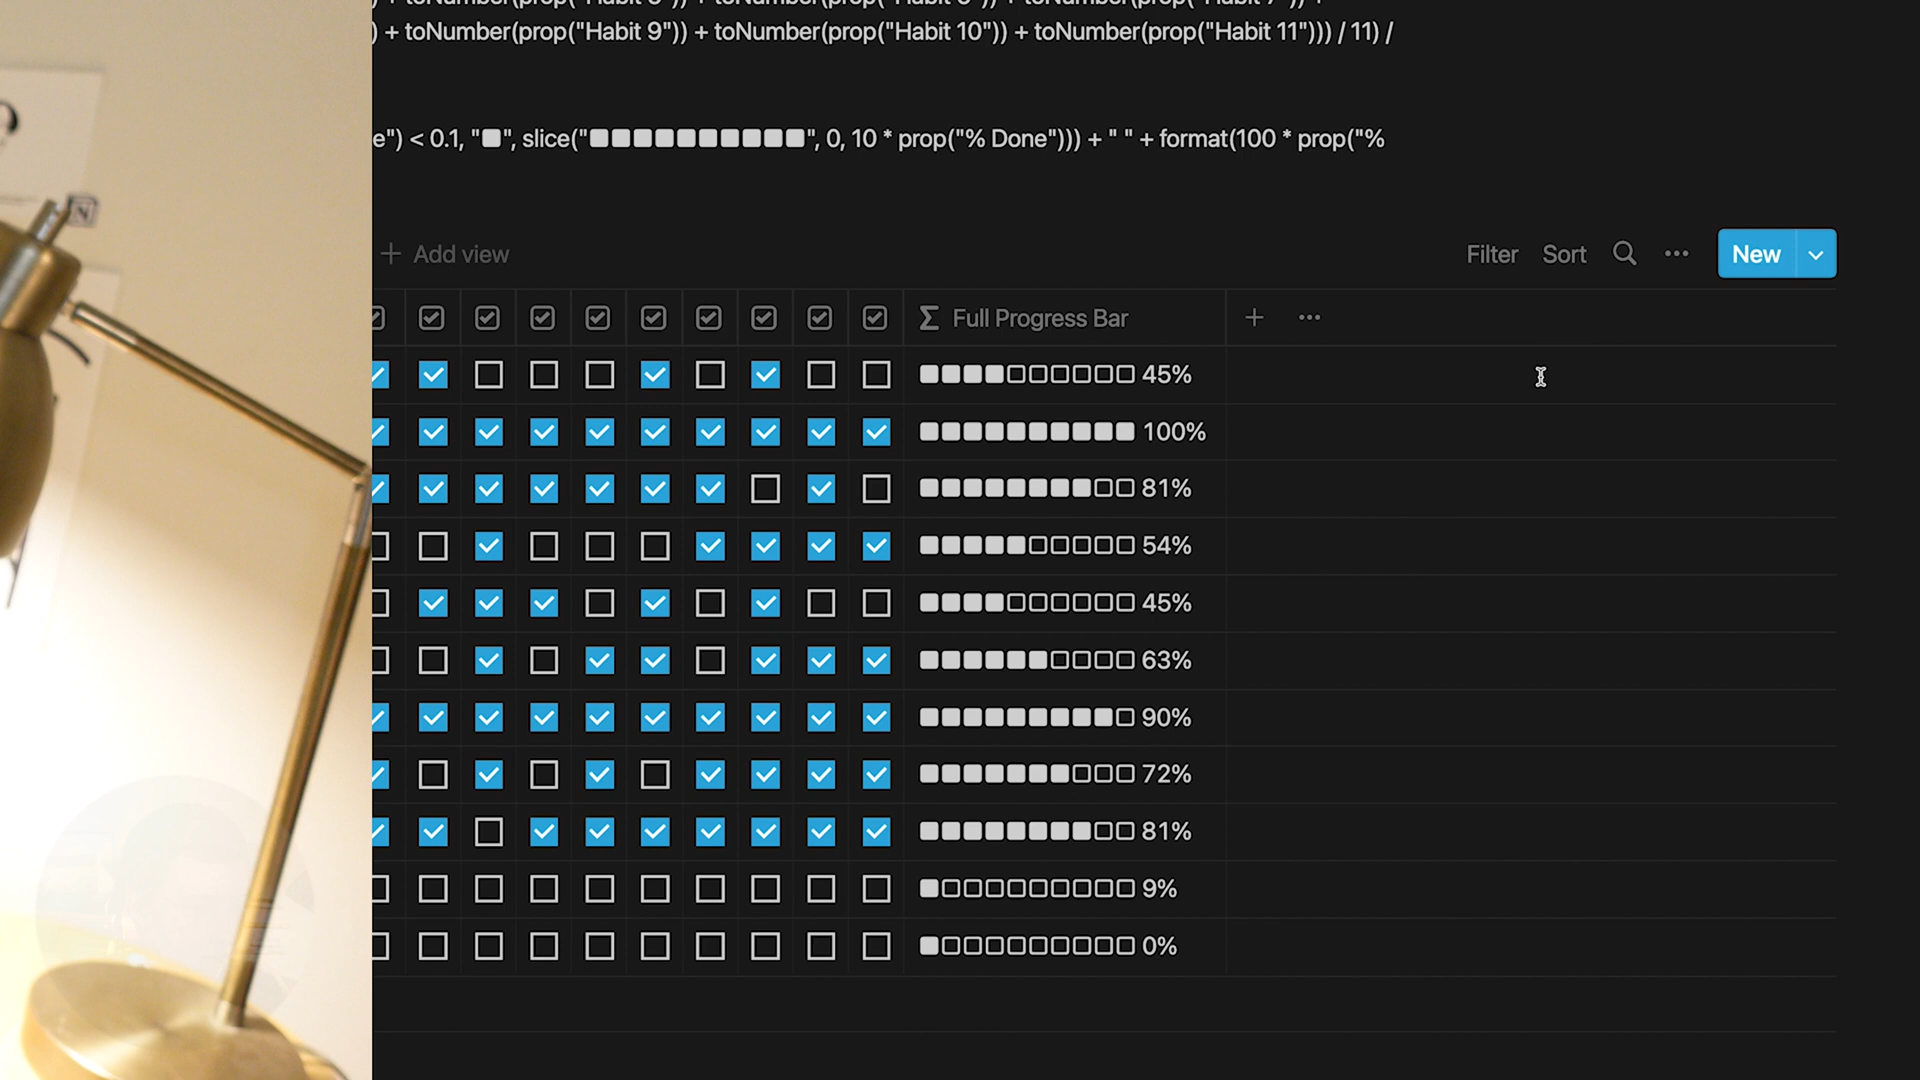 ) + toNumber(prop("Habit 9")) + toNumber(prop("Habit 10")) + toNumber(prop("Habit 11"))) / 11) /
e") < 0.1, "■", slice("■■■■■■■■■■", 0, 10 * prop("% Done"))) + " " + format(100 * prop("%
N
+ Add view
Filter Sort ••• New
Σ Full Progress Bar + •••
■■■■□□□□□□ 45%
■■■■■■■■■■ 100%
■■■■■■■■□□ 81%
■■■■■□□□□□ 54%
■■■■□□□□□□ 45%
■■■■■■□□□□ 63%
■■■■■■■■■□ 90%
■■■■■■■□□□ 72%
■■■■■■■■□□ 81%
■□□□□□□□□□ 9%
■□□□□□□□□□ 0%